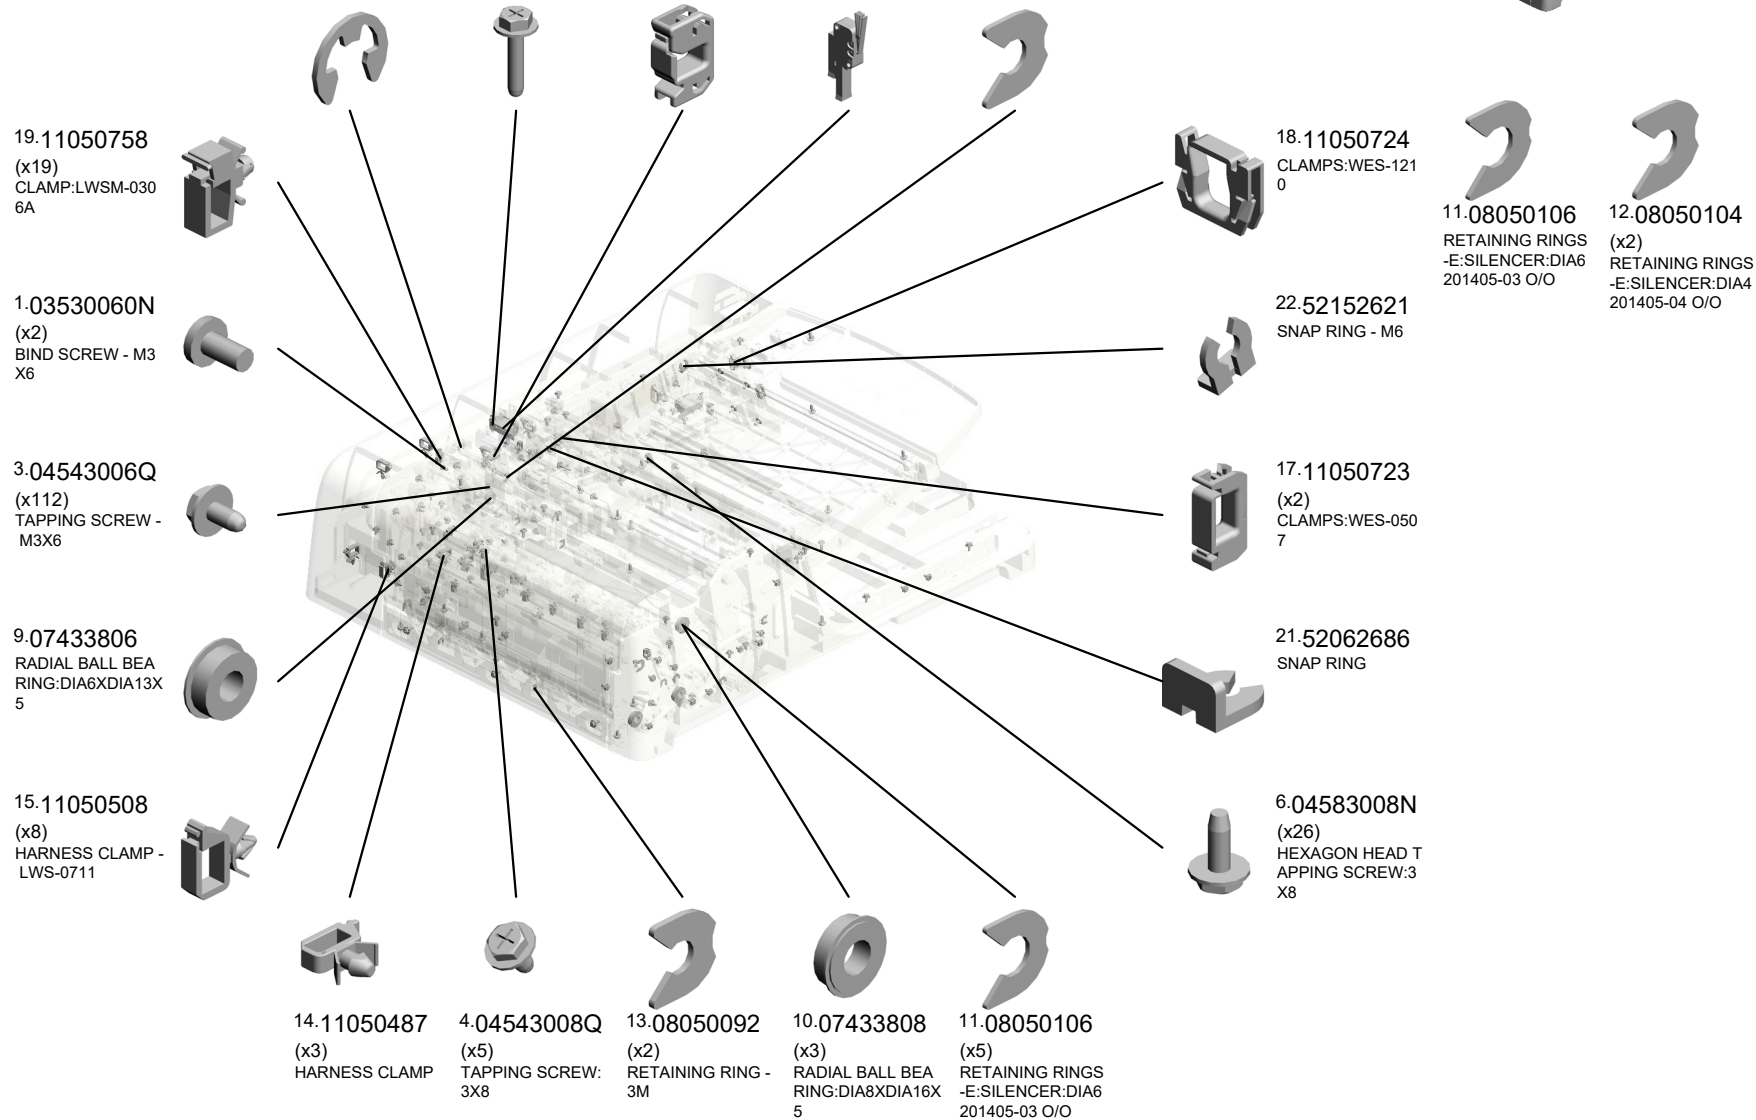 19.11050758
(x19)
CLAMP:LWSM-030
6A
1.03530060N
(x2)
BIND SCREW - M3
X6
3.04543006Q
(x112)
TAPPING SCREW -
M3X6
9.07433806
RADIAL BALL BEA
RING:DIA6XDIA13X
5
15.11050508
(x8)
HARNESS CLAMP -
LWS-0711
14.11050487
(x3)
HARNESS CLAMP
4.04543008Q
(x5)
TAPPING SCREW:
3X8
13.08050092
(x2)
RETAINING RING -
3M
10.07433808
(x3)
RADIAL BALL BEA
RING:DIA8XDIA16X
5
11.08050106
(x5)
RETAINING RINGS
-E:SILENCER:DIA6
201405-03 O/O
18.11050724
CLAMPS:WES-121
0
22.52152621
SNAP RING - M6
17.11050723
(x2)
CLAMPS:WES-050
7
21.52062686
SNAP RING
6.04583008N
(x26)
HEXAGON HEAD T
APPING SCREW:3
X8
11.08050106
RETAINING RINGS
-E:SILENCER:DIA6
201405-03 O/O
12.08050104
(x2)
RETAINING RINGS
-E:SILENCER:DIA4
201405-04 O/O